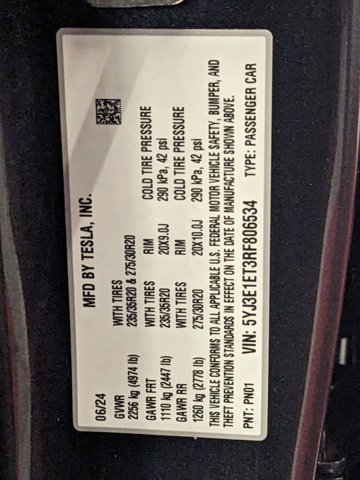 MFD BY TESLA, INC.
06/24
GVWR WITH TIRES
2256 kg (4974 lb) 235/35R20 & 275/30R20
GAWR FRT WITH TIRES RIM COLD TIRE PRESSURE
1110 kg (2447 lb) 235/35R20 20X9.0J 290 kPa, 42 psi
GAWR RR WITH TIRES RIM COLD TIRE PRESSURE
1260 kg (2778 lb) 275/30R20 20X10.0J 290 kPa, 42 psi
THIS VEHICLE CONFORMS TO ALL APPLICABLE U.S. FEDERAL MOTOR VEHICLE SAFETY, BUMPER, AND
THEFT PREVENTION STANDARDS IN EFFECT ON THE DATE OF MANUFACTURE SHOWN ABOVE.
VIN: 5YJ3E1ET3RF806534
PNT: PN01 TYPE: PASSENGER CAR